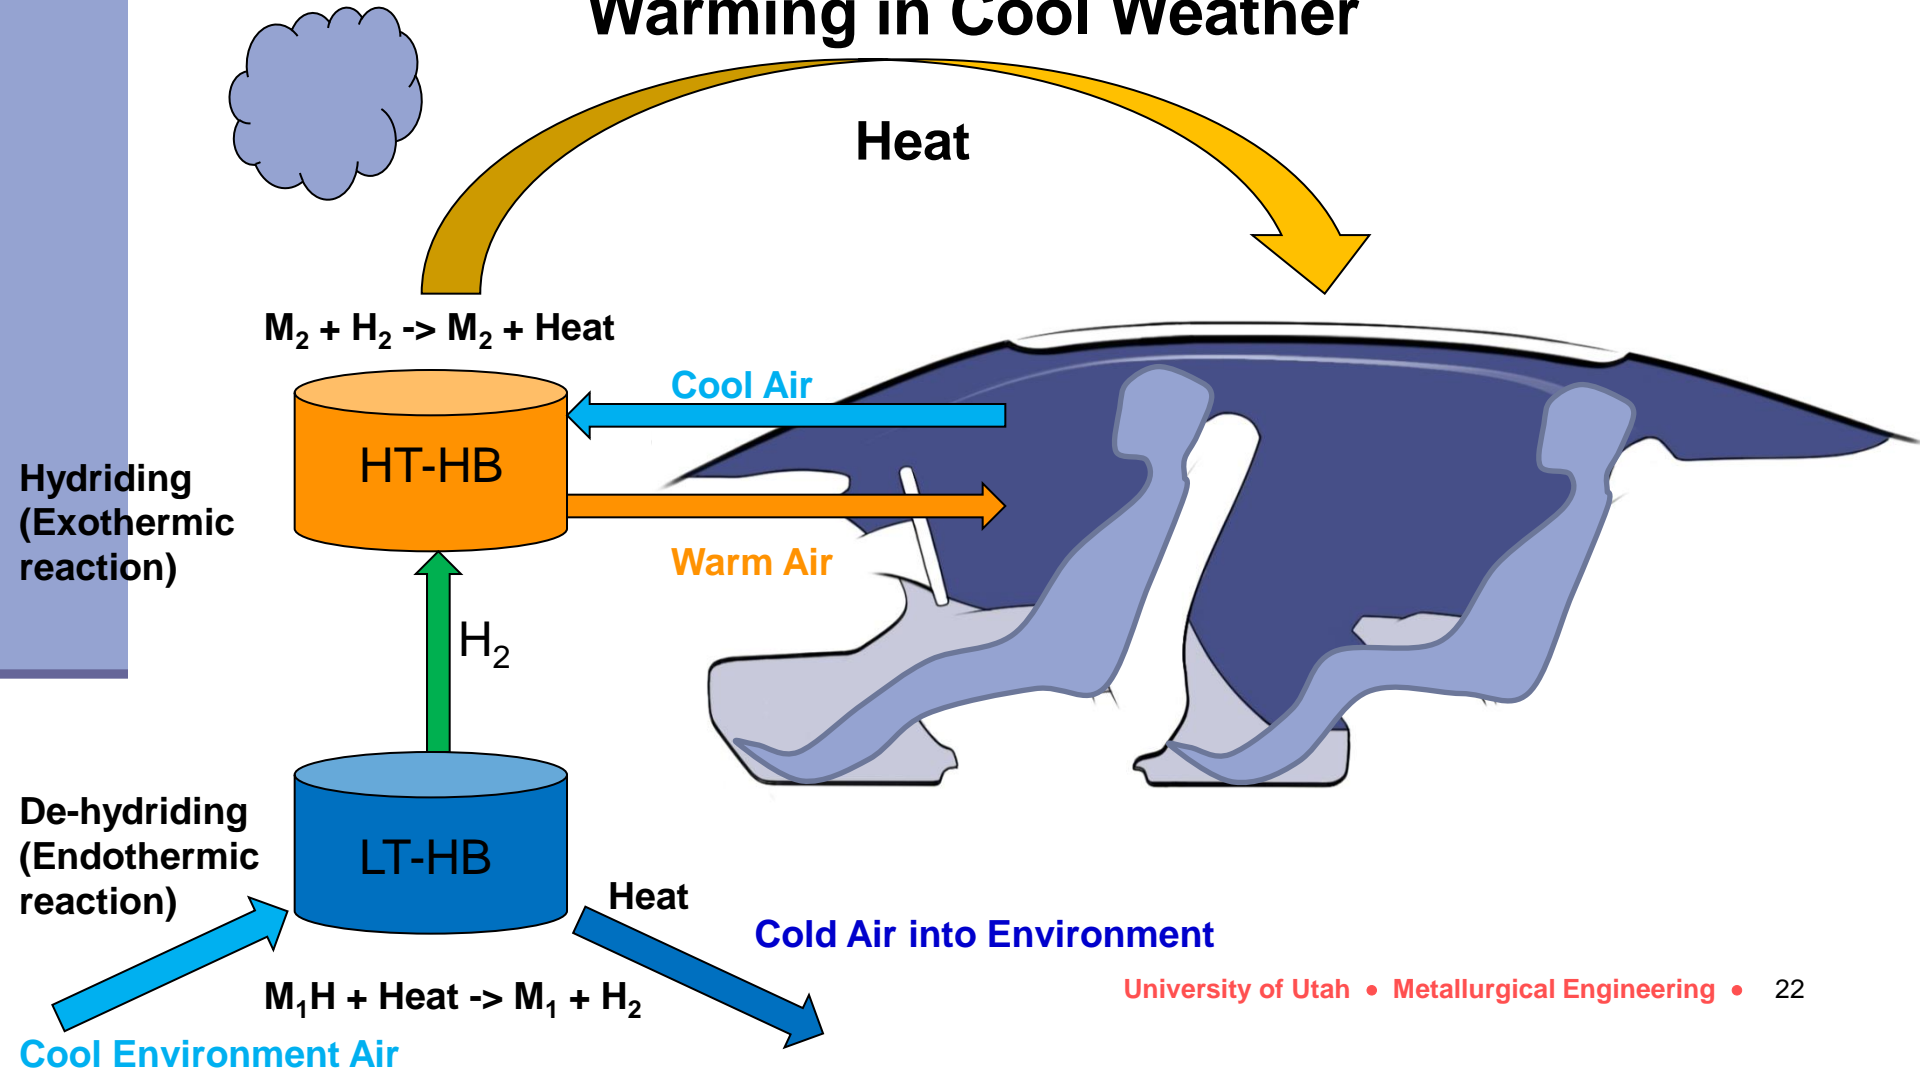 Warming in Cool Weather
Heat
M₂ + H₂ -> M₂ + Heat
Cool Air
HT-HB
Hydriding
(Exothermic
reaction)
Warm Air
H₂
De-hydriding
(Endothermic
reaction)
LT-HB
Heat
Cold Air into Environment
M₁H + Heat -> M₁ + H₂
University of Utah • Metallurgical Engineering • 22
Cool Environment Air